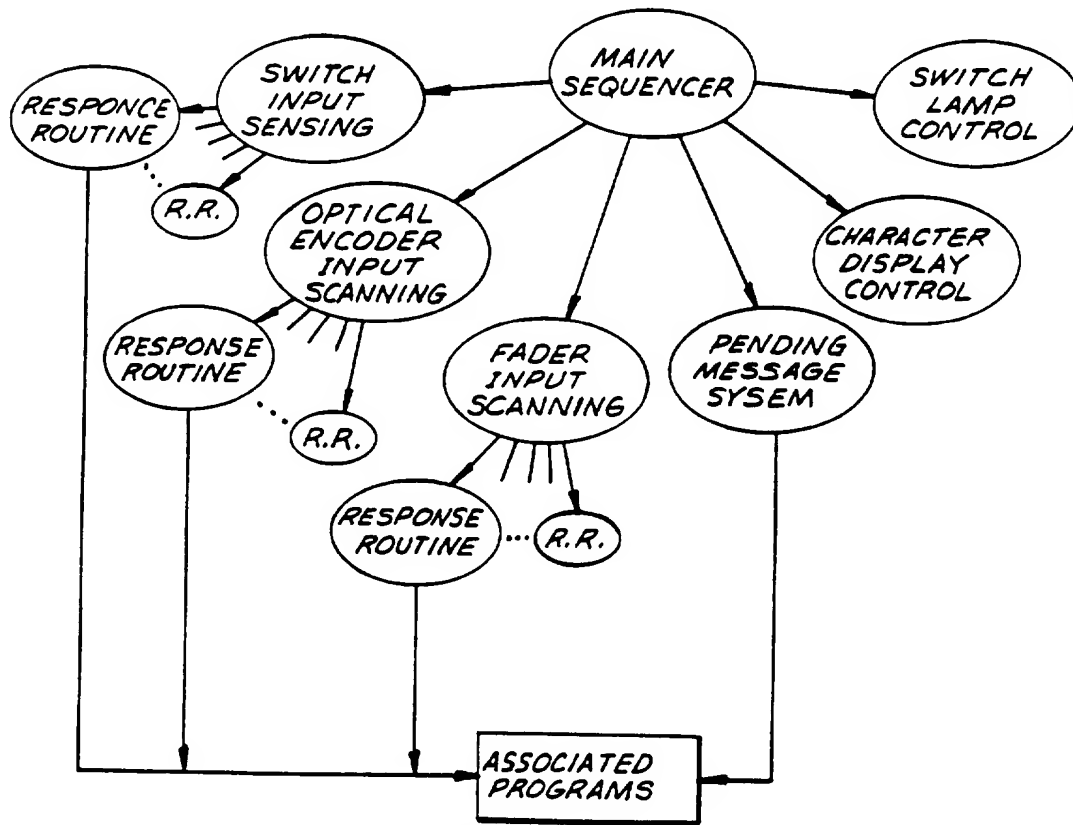 MAIN
SEQUENCER
SWITCH
INPUT
SENSING
SWITCH
LAMP
CONTROL
RESPONCE
ROUTINE
R.R.
OPTICAL
ENCODER
INPUT
SCANNING
CHARACTER
DISPLAY
CONTROL
RESPONSE
ROUTINE
R.R.
FADER
INPUT
SCANNING
PENDING
MESSAGE
SYSEM
RESPONSE
ROUTINE
R.R.
ASSOCIATED
PROGRAMS